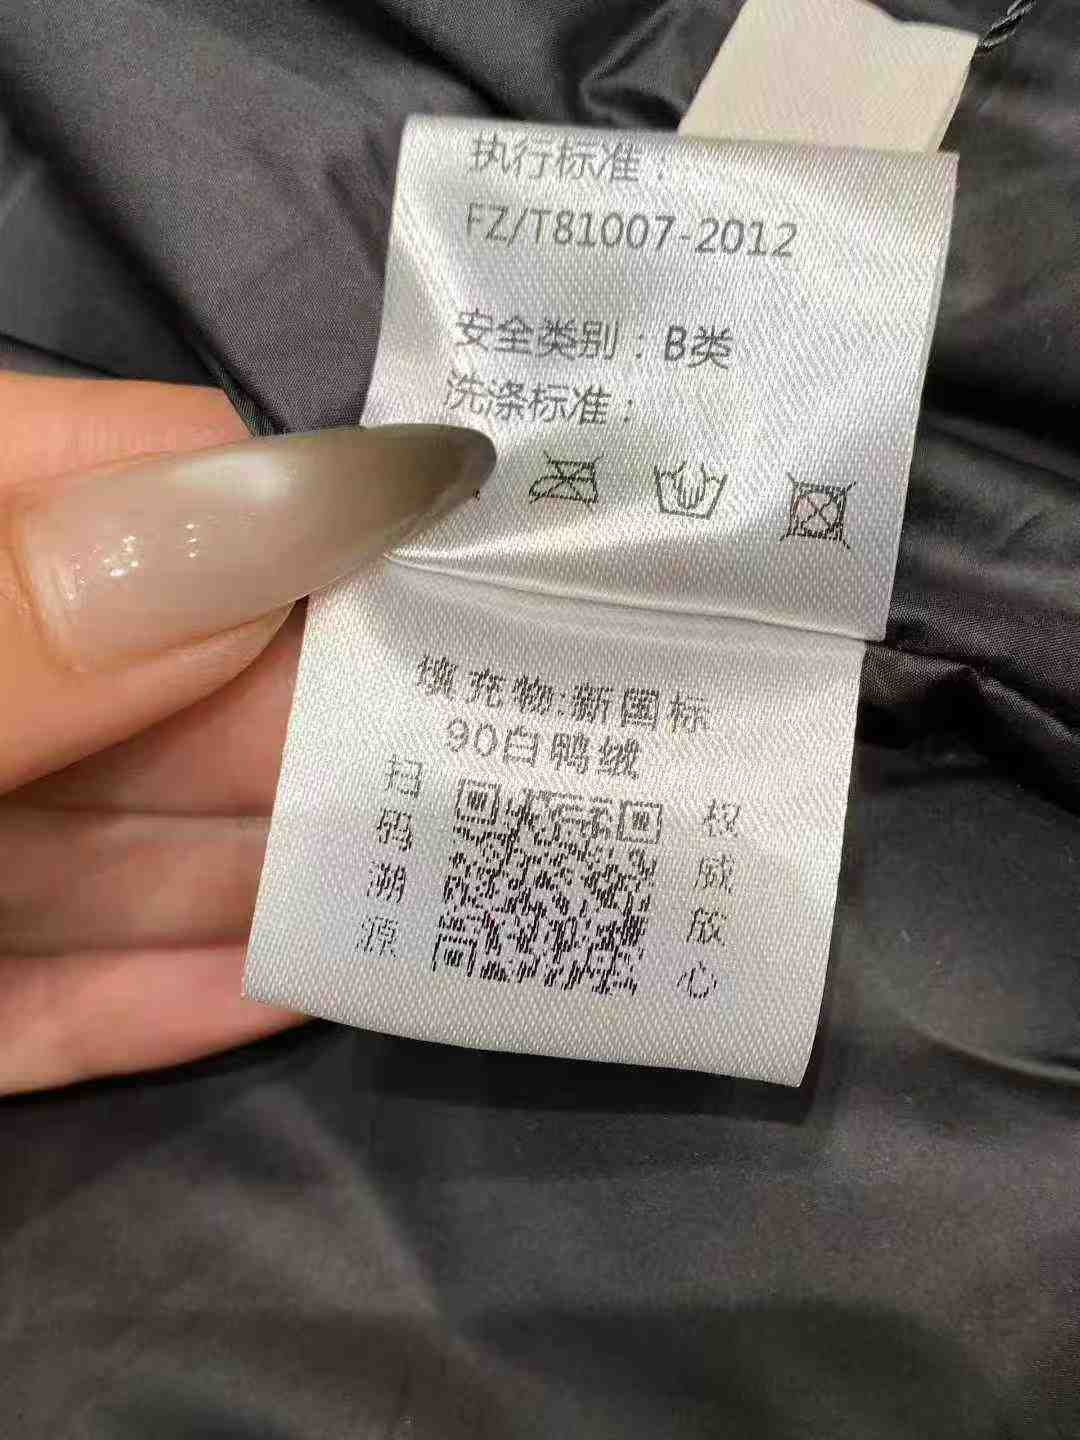 执行标准：
FZ/T81007-2012
安全类别：B类
洗涤标准：
填充物:新国标
90白鸭绒
扫码溯源
权威放心